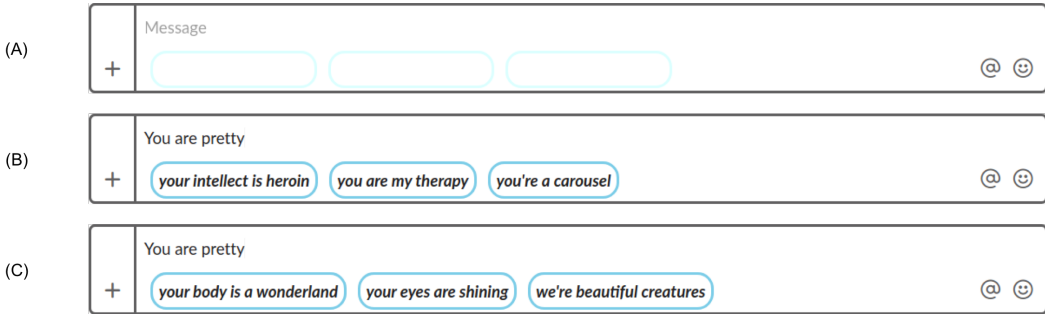 (A)
Message
+
@
(B)
You are pretty
+
your intellect is heroin you are my therapy you're a carousel
@
(C)
You are pretty
+
your body is a wonderland your eyes are shining we're beautiful creatures
@